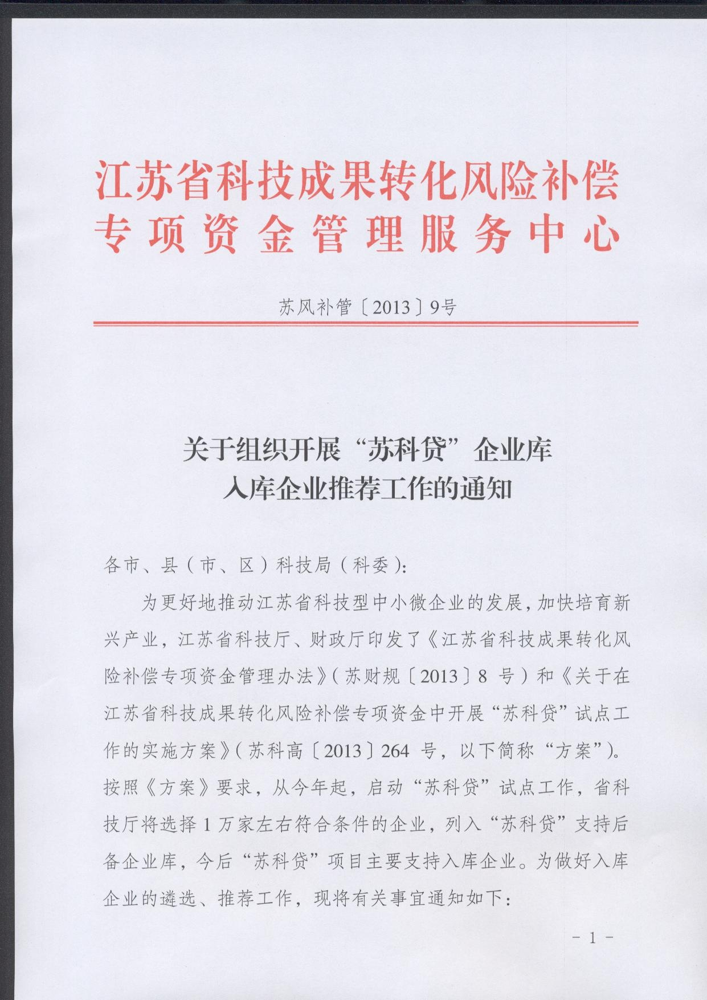 江苏省科技成果转化风险补偿
专项资金管理服务中心
苏风补管〔2013〕9号
关于组织开展“苏科贷”企业库
入库企业推荐工作的通知
各市、县（市、区）科技局（科委）：
为更好地推动江苏省科技型中小微企业的发展，加快培育新
兴产业，江苏省科技厅、财政厅印发了《江苏省科技成果转化风
险补偿专项资金管理办法》（苏财规〔2013〕8 号）和《关于在
江苏省科技成果转化风险补偿专项资金中开展“苏科贷”试点工
作的实施方案》（苏科高〔2013〕264 号，以下简称“方案”）。
按照《方案》要求，从今年起，启动“苏科贷”试点工作，省科
技厅将选择 1 万家左右符合条件的企业，列入“苏科贷”支持后
备企业库，今后“苏科贷”项目主要支持入库企业。为做好入库
企业的遴选、推荐工作，现将有关事宜通知如下：
- 1 -